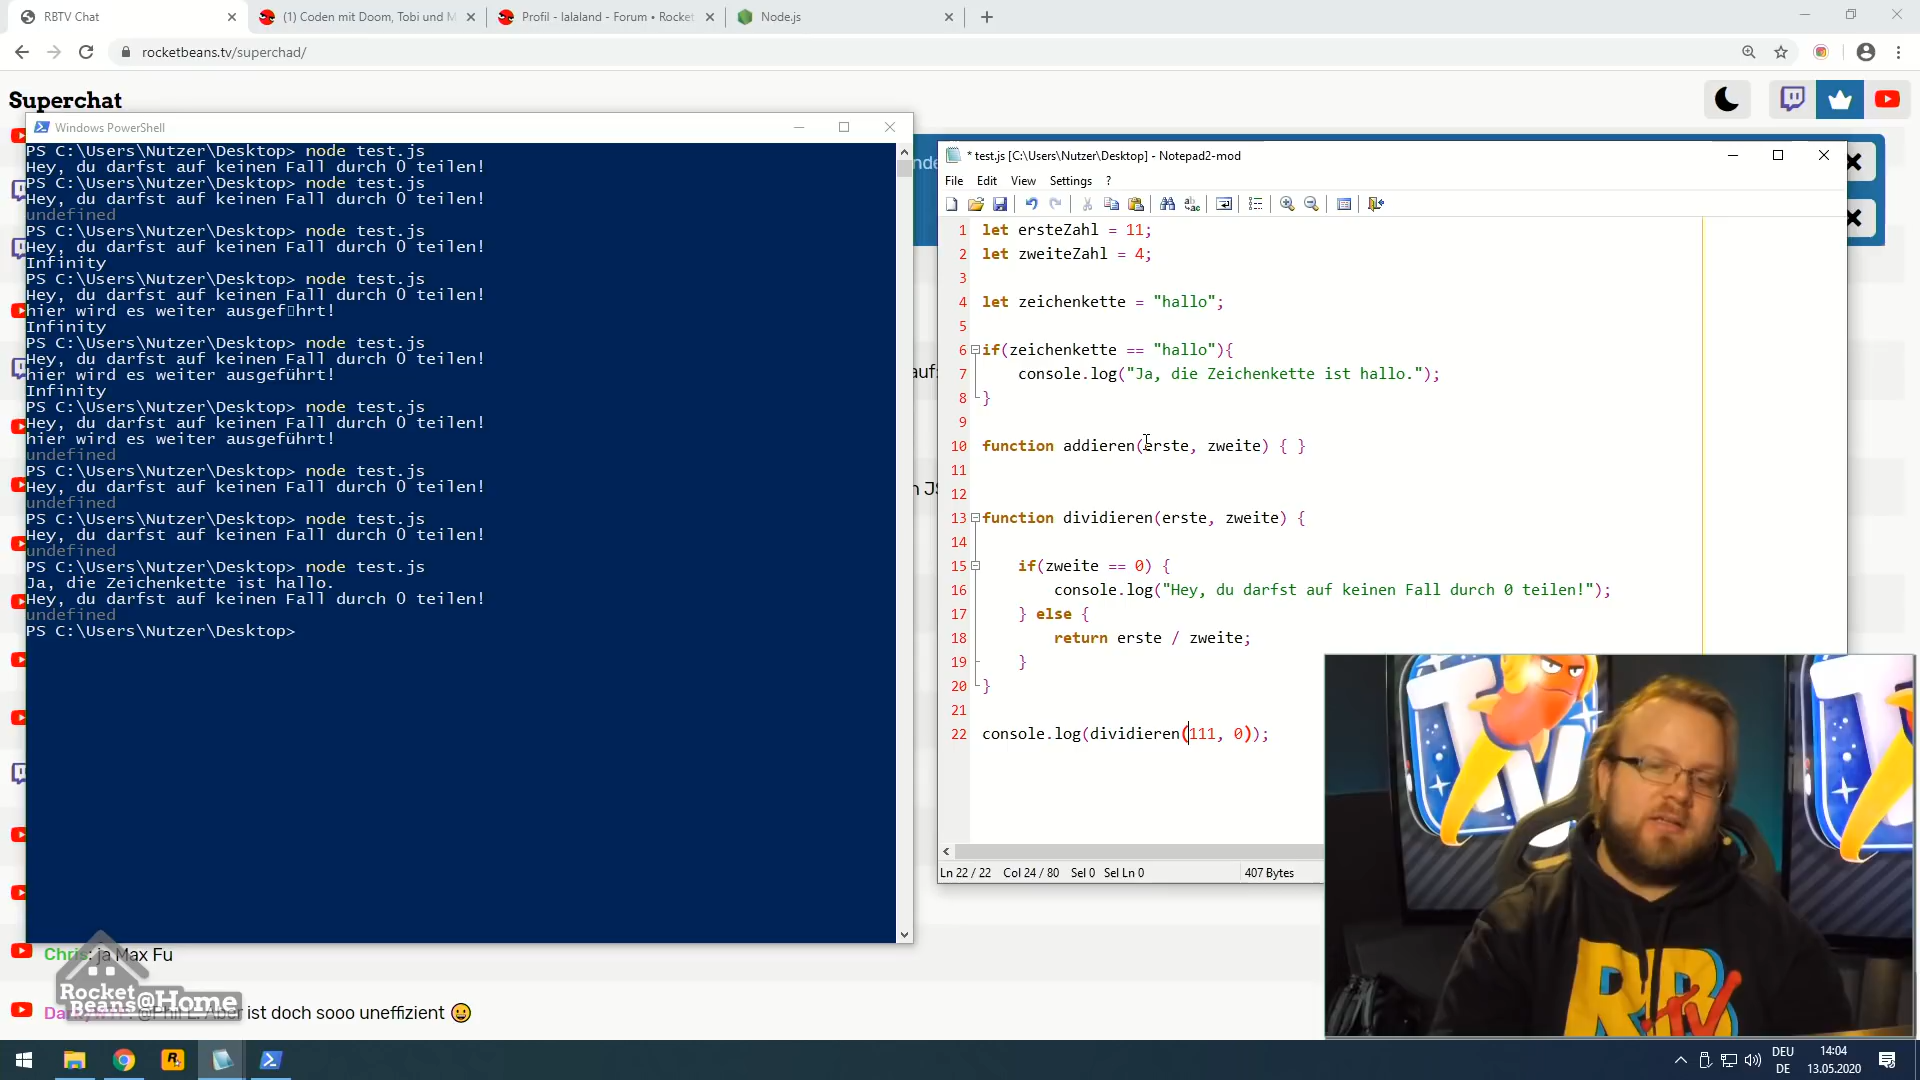 RBTV Chat
(1) Coden mit Doom, Tobi und M
Profil - lalaland - Forum • Rocket
Node.js
rocketbeans.tv/superchad/
Superchat
Windows PowerShell
PS C:\Users\Nutzer\Desktop> node test.js
Hey, du darfst auf keinen Fall durch 0 teilen!
PS C:\Users\Nutzer\Desktop> node test.js
Hey, du darfst auf keinen Fall durch 0 teilen!
undefined
PS C:\Users\Nutzer\Desktop> node test.js
Hey, du darfst auf keinen Fall durch 0 teilen!
Infinity
PS C:\Users\Nutzer\Desktop> node test.js
Hey, du darfst auf keinen Fall durch 0 teilen!
hier wird es weiter ausgef▯hrt!
Infinity
PS C:\Users\Nutzer\Desktop> node test.js
Hey, du darfst auf keinen Fall durch 0 teilen!
hier wird es weiter ausgeführt!
Infinity
PS C:\Users\Nutzer\Desktop> node test.js
Hey, du darfst auf keinen Fall durch 0 teilen!
hier wird es weiter ausgeführt!
undefined
PS C:\Users\Nutzer\Desktop> node test.js
Hey, du darfst auf keinen Fall durch 0 teilen!
undefined
PS C:\Users\Nutzer\Desktop> node test.js
Hey, du darfst auf keinen Fall durch 0 teilen!
undefined
PS C:\Users\Nutzer\Desktop> node test.js
Ja, die Zeichenkette ist hallo.
Hey, du darfst auf keinen Fall durch 0 teilen!
undefined
PS C:\Users\Nutzer\Desktop>
* test.js [C:\Users\Nutzer\Desktop] - Notepad2-mod
File Edit View Settings ?
1 let ersteZahl = 11;
2 let zweiteZahl = 4;
3
4 let zeichenkette = "hallo";
5
6 if(zeichenkette == "hallo"){
7 console.log("Ja, die Zeichenkette ist hallo.");
8 }
9
10 function addieren(erste, zweite) { }
11
12
13 function dividieren(erste, zweite) {
14
15 if(zweite == 0) {
16 console.log("Hey, du darfst auf keinen Fall durch 0 teilen!");
17 } else {
18 return erste / zweite;
19 }
20 }
21
22 console.log(dividieren(111, 0));
Ln 22 / 22 Col 24 / 80 Sel 0 Sel Ln 0 407 Bytes
Chris: ja Max Fu
ist doch sooo uneffizient 😀
Rocket
Beans@Home
DEU
DE
14:04
13.05.2020